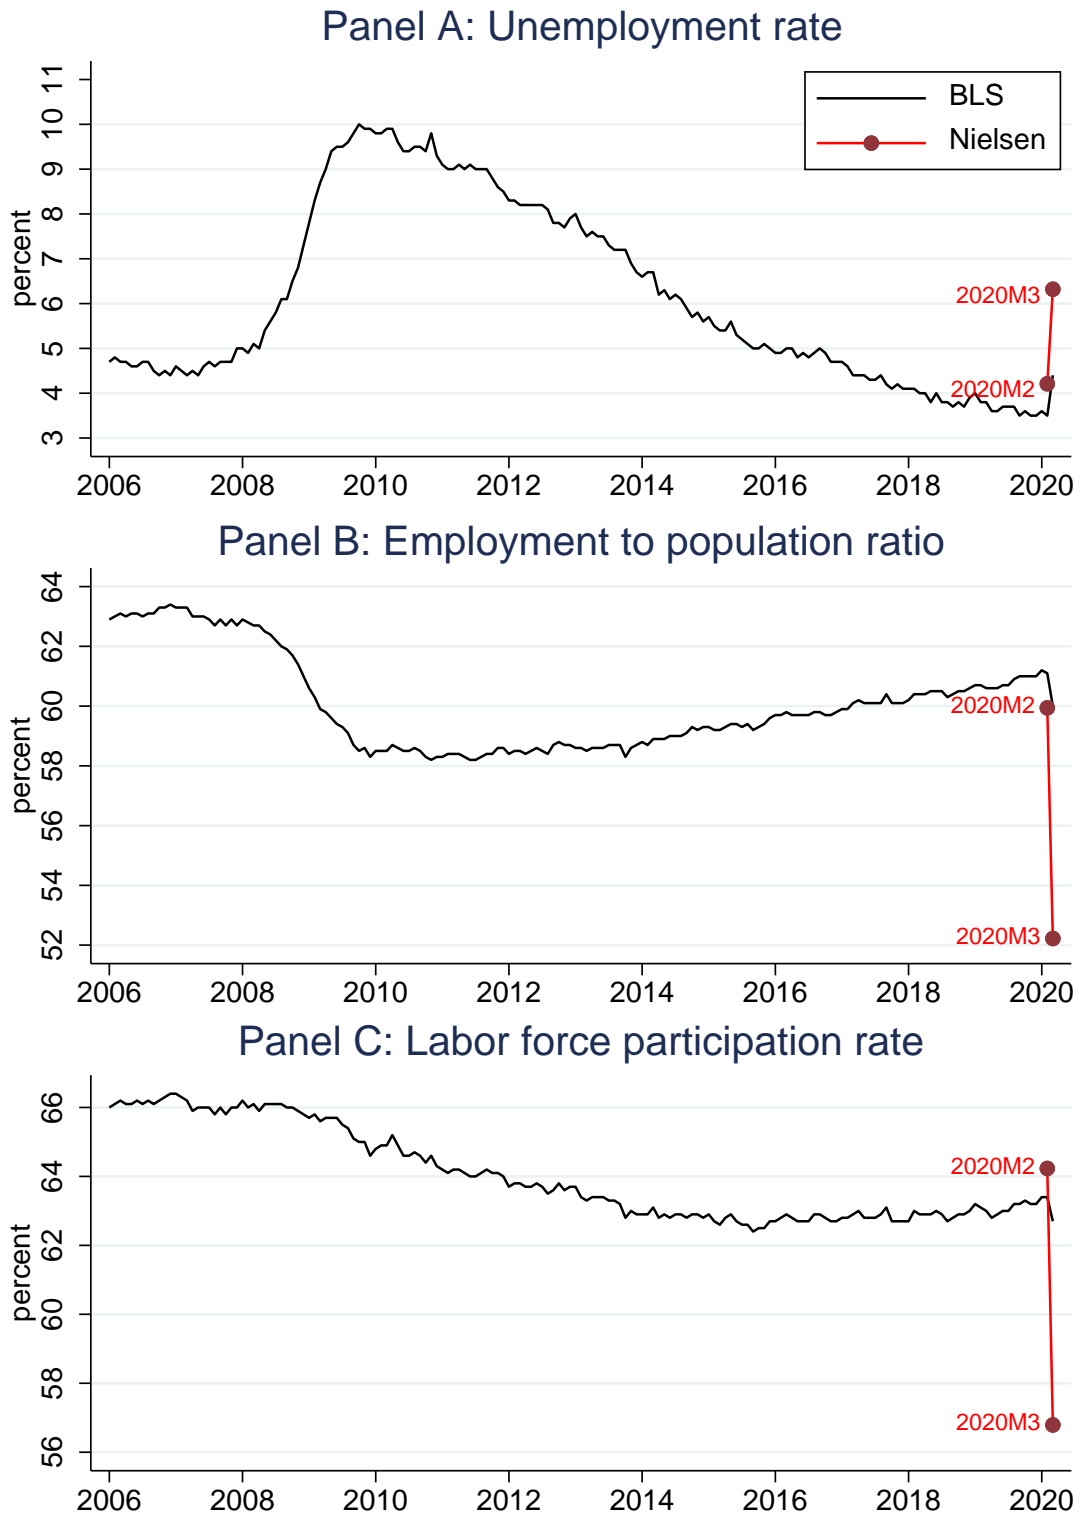 Panel A: Unemployment rate
percent
11
10
9
8
7
6
5
4
3
BLS
Nielsen
2020M3
2020M2
2006 2008 2010 2012 2014 2016 2018 2020
Panel B: Employment to population ratio
percent
64
62
60
58
56
54
52
2020M2
2020M3
2006 2008 2010 2012 2014 2016 2018 2020
Panel C: Labor force participation rate
percent
66
64
62
60
58
56
2020M2
2020M3
2006 2008 2010 2012 2014 2016 2018 2020